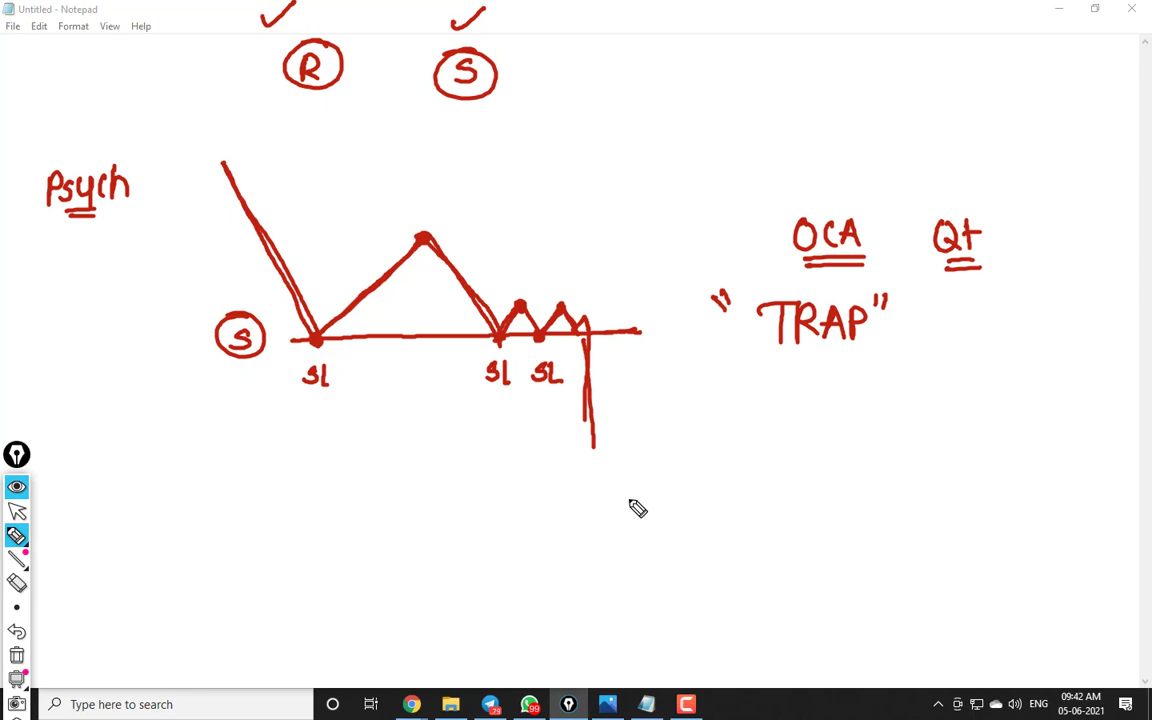 Untitled - Notepad
File Edit Format View Help
R S
Psych
OCA Qt
" TRAP "
S
SL SL SL
Type here to search
99
ENG
09:42 AM
05-06-2021